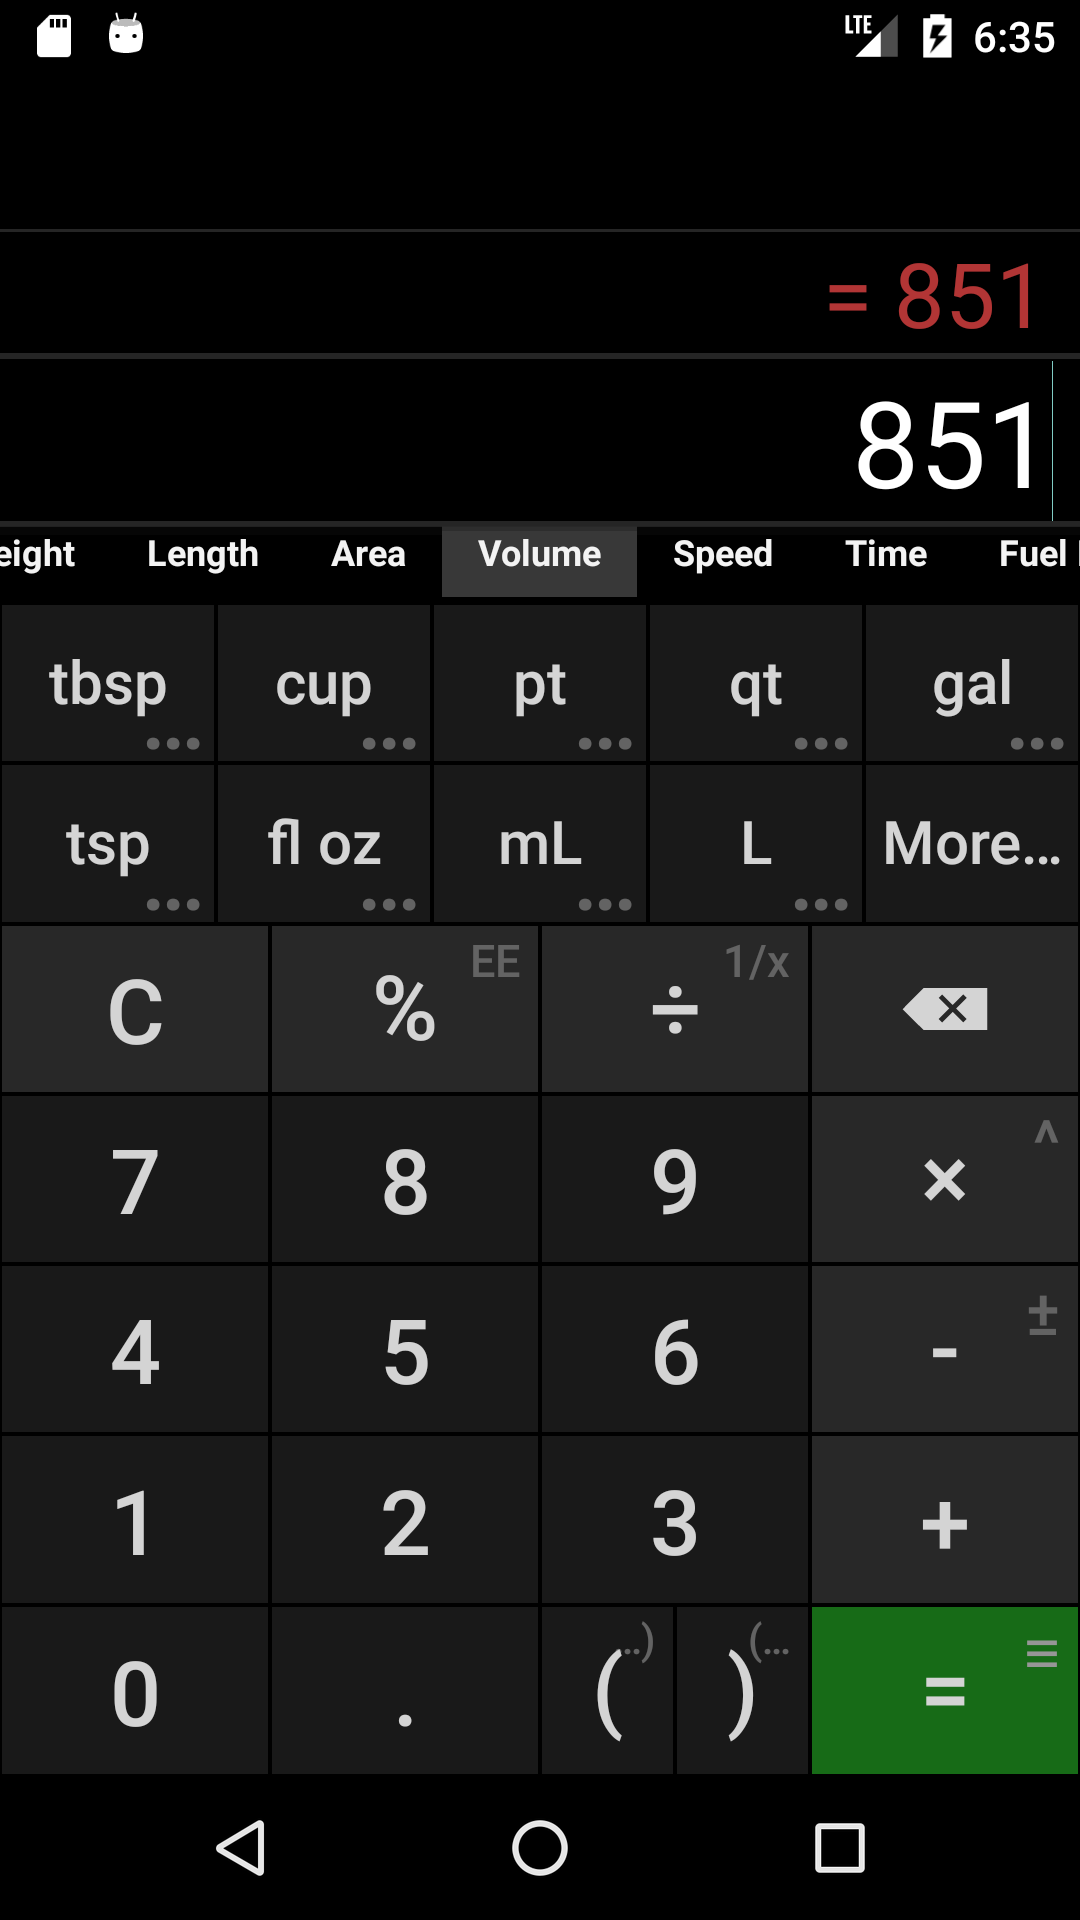 LTE 6:35
= 851
851
eight Length Area Volume Speed Time Fuel
tbsp cup pt qt gal
tsp fl oz mL L More...
C % EE ÷ 1/x
7 8 9 × ^
4 5 6 - ±
1 2 3 +
0 . ( ..) ) (... =